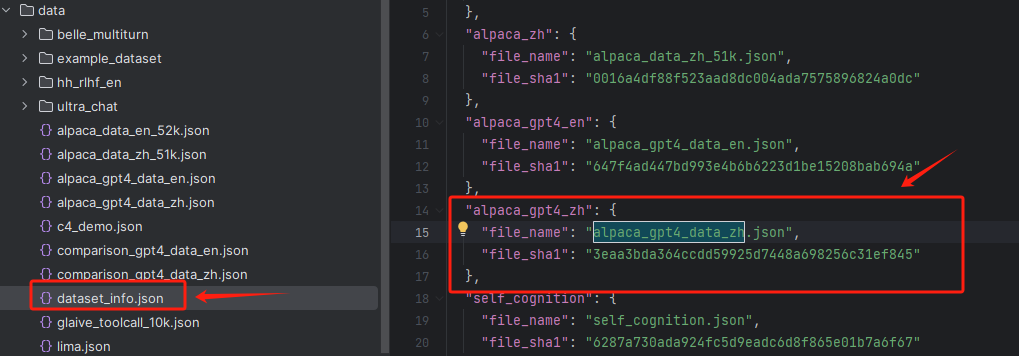 data
belle_multiturn
example_dataset
hh_rlhf_en
ultra_chat
alpaca_data_en_52k.json
alpaca_data_zh_51k.json
alpaca_gpt4_data_en.json
alpaca_gpt4_data_zh.json
c4_demo.json
comparison_gpt4_data_en.json
comparison_gpt4_data_zh.json
dataset_info.json
glaive_toolcall_10k.json
lima.json
5 },
6 "alpaca_zh": {
7 "file_name": "alpaca_data_zh_51k.json",
8 "file_sha1": "0016a4df88f523aad8dc004ada7575896824a0dc"
9 },
10 "alpaca_gpt4_en": {
11 "file_name": "alpaca_gpt4_data_en.json",
12 "file_sha1": "647f4ad447bd993e4b6b6223d1be15208bab694a"
13 },
14 "alpaca_gpt4_zh": {
15 "file_name": "alpaca_gpt4_data_zh.json",
16 "file_sha1": "3eaa3bda364ccdd59925d7448a698256c31ef845"
17 },
18 "self_cognition": {
19 "file_name": "self_cognition.json",
20 "file_sha1": "6287a730ada924fc5d9eadc6d8f865e01b7a6f67"